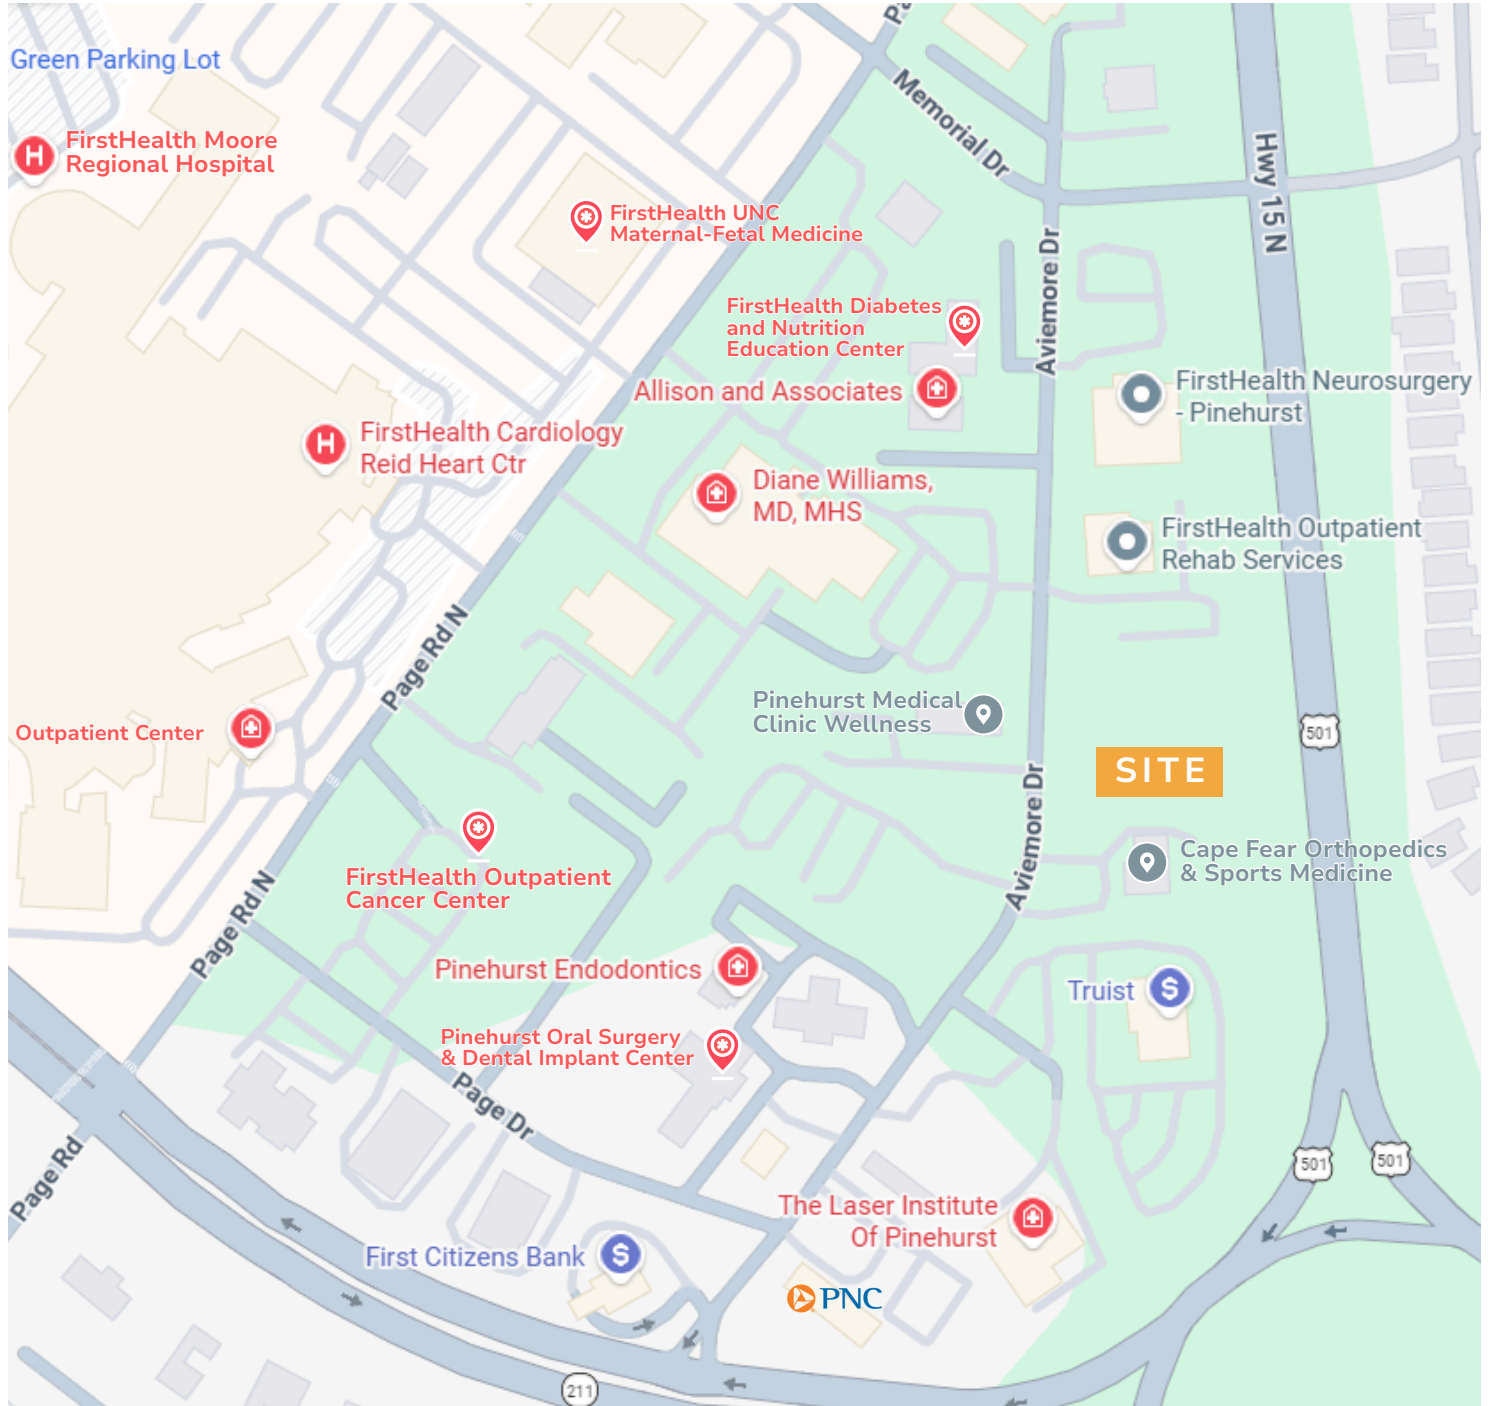 Pa
Green Parking Lot
Memorial Dr
FirstHealth Moore
Regional Hospital
Hwy 15 N
FirstHealth UNC
Maternal-Fetal Medicine
Aviemore Dr
FirstHealth Diabetes
and Nutrition
Education Center
Allison and Associates
FirstHealth Neurosurgery
- Pinehurst
FirstHealth Cardiology
Reid Heart Ctr
Diane Williams,
MD, MHS
FirstHealth Outpatient
Rehab Services
Page Rd N
Pinehurst Medical
Clinic Wellness
Outpatient Center
501
SITE
Aviemore Dr
Cape Fear Orthopedics
& Sports Medicine
FirstHealth Outpatient
Cancer Center
Page Rd N
Pinehurst Endodontics
Truist
Pinehurst Oral Surgery
& Dental Implant Center
Page Dr
Page Rd
501
501
The Laser Institute
Of Pinehurst
First Citizens Bank
PNC
211